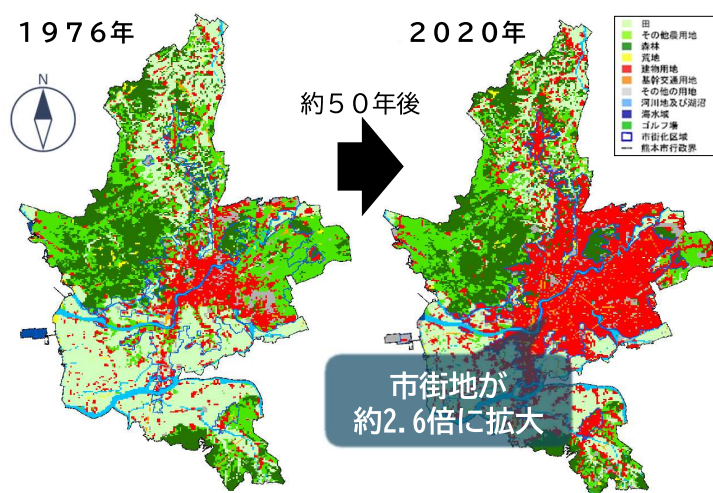 1976年
2020年
N
約50年後
N
市街地が
約2.6倍に拡大
田
その他農用地
森林
荒地
建物用地
基幹交通用地
その他の用地
河川地及び湖沼
海水域
ゴルフ場
市街化区域
熊本市行政界